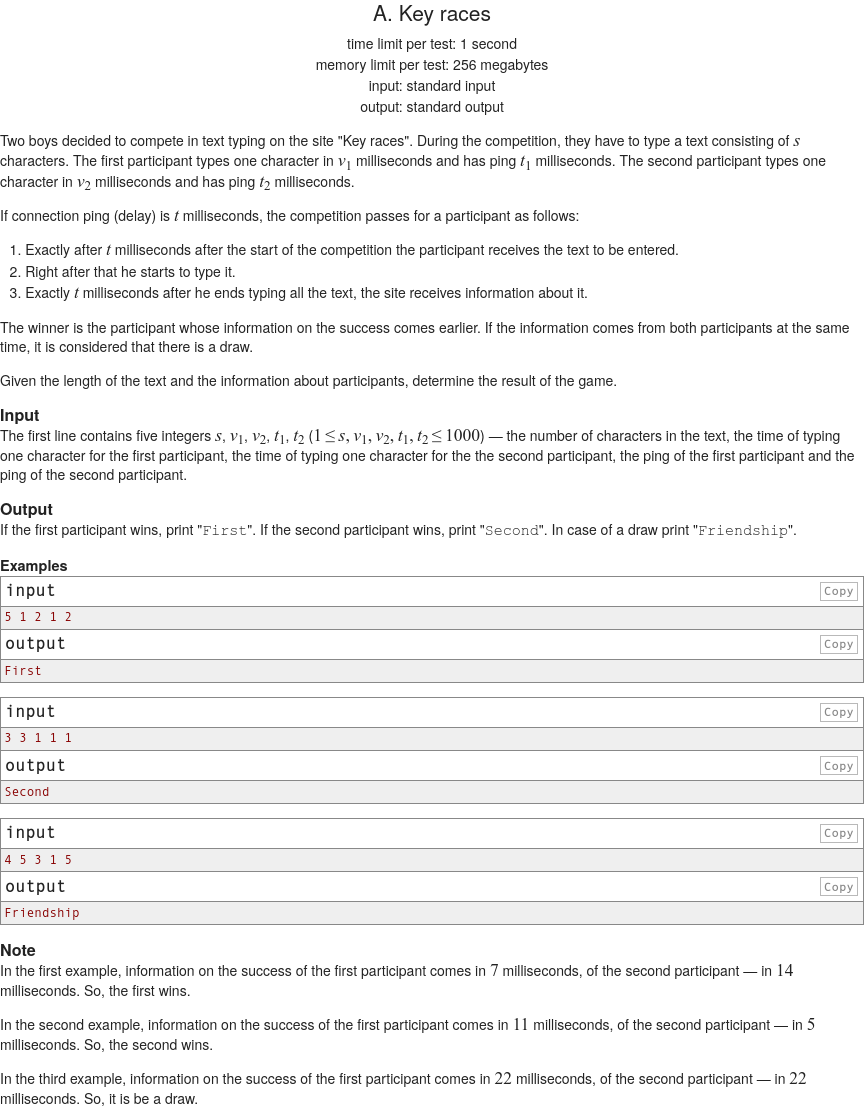 A. Key races
time limit per test: 1 second
memory limit per test: 256 megabytes
input: standard input
output: standard output
Two boys decided to compete in text typing on the site "Key races". During the competition, they have to type a text consisting of s
characters. The first participant types one character in v1 milliseconds and has ping t1 milliseconds. The second participant types one
character in v2 milliseconds and has ping t2 milliseconds.
If connection ping (delay) is t milliseconds, the competition passes for a participant as follows:
1. Exactly after t milliseconds after the start of the competition the participant receives the text to be entered.
2. Right after that he starts to type it.
3. Exactly t milliseconds after he ends typing all the text, the site receives information about it.
The winner is the participant whose information on the success comes earlier. If the information comes from both participants at the same
time, it is considered that there is a draw.
Given the length of the text and the information about participants, determine the result of the game.
Input
The first line contains five integers s, v1, v2, t1, t2 (1 ≤ s, v1, v2, t1, t2 ≤ 1000) — the number of characters in the text, the time of typing
one character for the first participant, the time of typing one character for the the second participant, the ping of the first participant and the
ping of the second participant.
Output
If the first participant wins, print "First". If the second participant wins, print "Second". In case of a draw print "Friendship".
Examples
input Copy
5 1 2 1 2
output Copy
First
input Copy
3 3 1 1 1
output Copy
Second
input Copy
4 5 3 1 5
output Copy
Friendship
Note
In the first example, information on the success of the first participant comes in 7 milliseconds, of the second participant — in 14
milliseconds. So, the first wins.
In the second example, information on the success of the first participant comes in 11 milliseconds, of the second participant — in 5
milliseconds. So, the second wins.
In the third example, information on the success of the first participant comes in 22 milliseconds, of the second participant — in 22
milliseconds. So, it is be a draw.